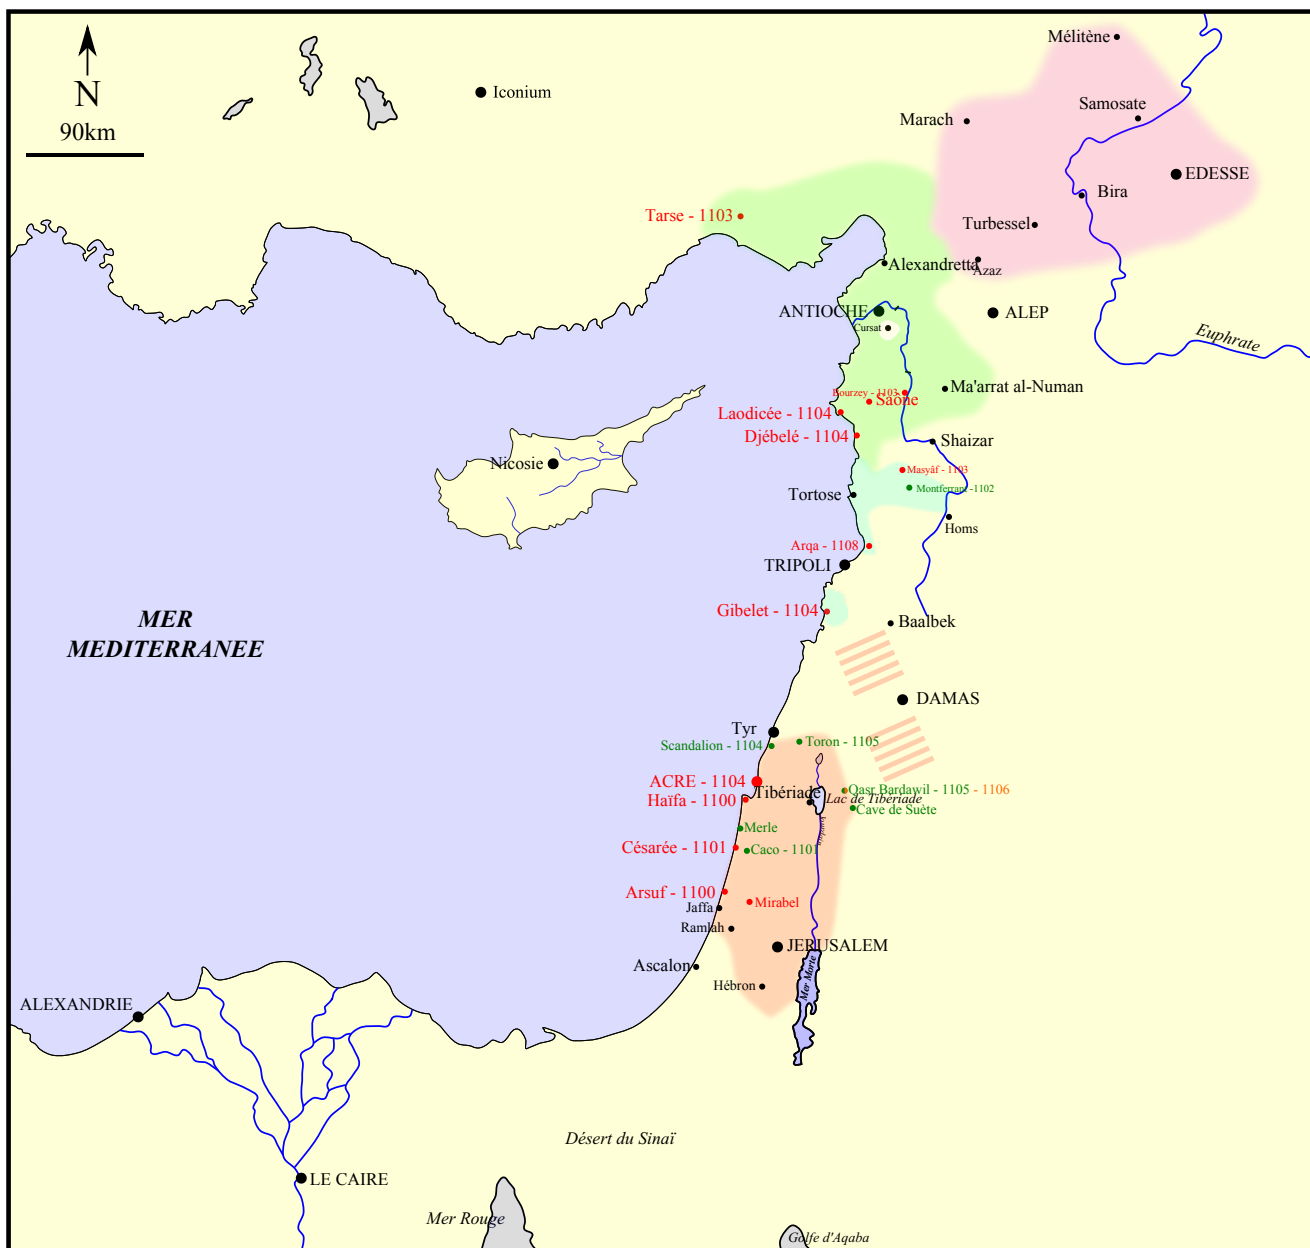 Mélitène
Iconium
N
90km
Samosate
Marach
EDESSE
Bira
Tarse - 1103
Turbessel
Alexandretta
Azaz
ANTIOCHE
ALEP
Cursat
Euphrate
Ma'arrat al-Numan
Bourzey - 1103
Saône
Laodicée - 1104
Djébelé - 1104
Shaizar
Nicosie
Masyâf - 1103
Montferrant -1102
Tortose
Homs
Arqa - 1108
TRIPOLI
Gibelet - 1104
MER
MEDITERRANEE
Baalbek
DAMAS
Tyr
Scandalion - 1104
Toron - 1105
ACRE - 1104
Tibériade
Qasr Bardawil - 1105 - 1106
Haïfa - 1100
Lac de Tibériade
Cave de Suète
Merle
Césarée - 1101
Caco - 1101
Arsuf - 1100
Mirabel
Jaffa
Ramlah
JERUSALEM
Ascalon
Mer Morte
Hébron
ALEXANDRIE
Désert du Sinaï
LE CAIRE
Mer Rouge
Golfe d'Aqaba